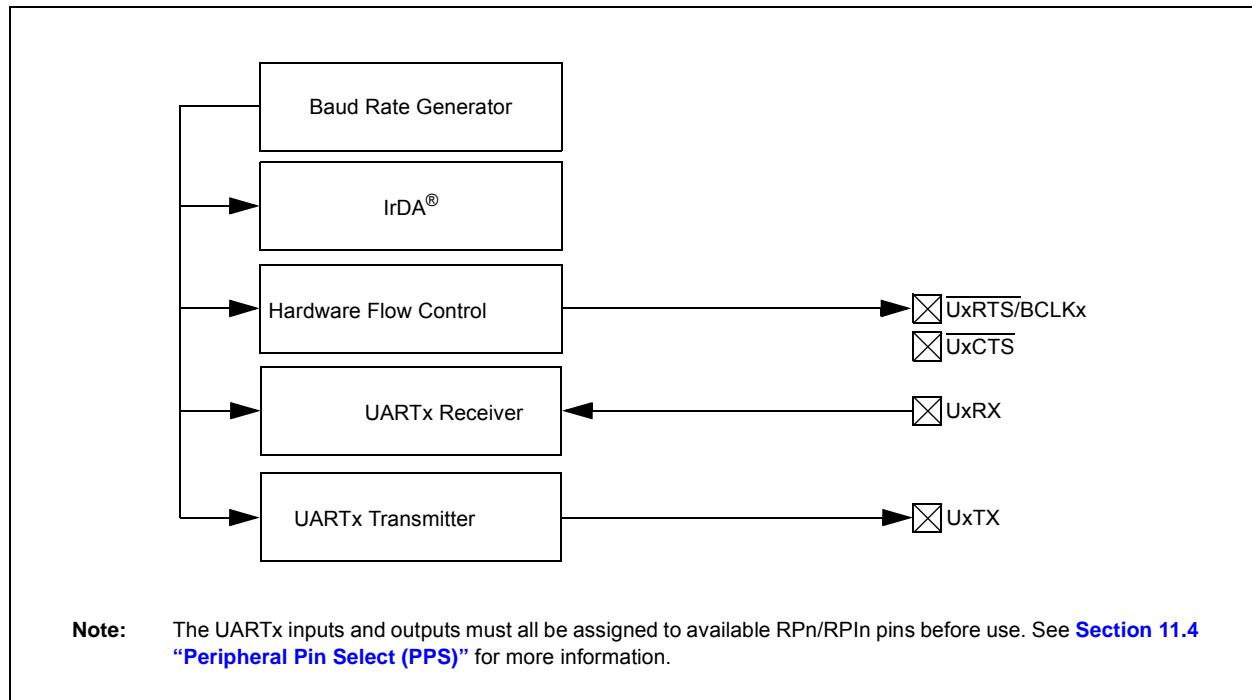 Baud Rate Generator
IrDA®
Hardware Flow Control
UxRTS/BCLKx
UxCTS
UARTx Receiver
UxRX
UARTx Transmitter
UxTX
Note: The UARTx inputs and outputs must all be assigned to available RPn/RPIn pins before use. See Section 11.4
“Peripheral Pin Select (PPS)” for more information.